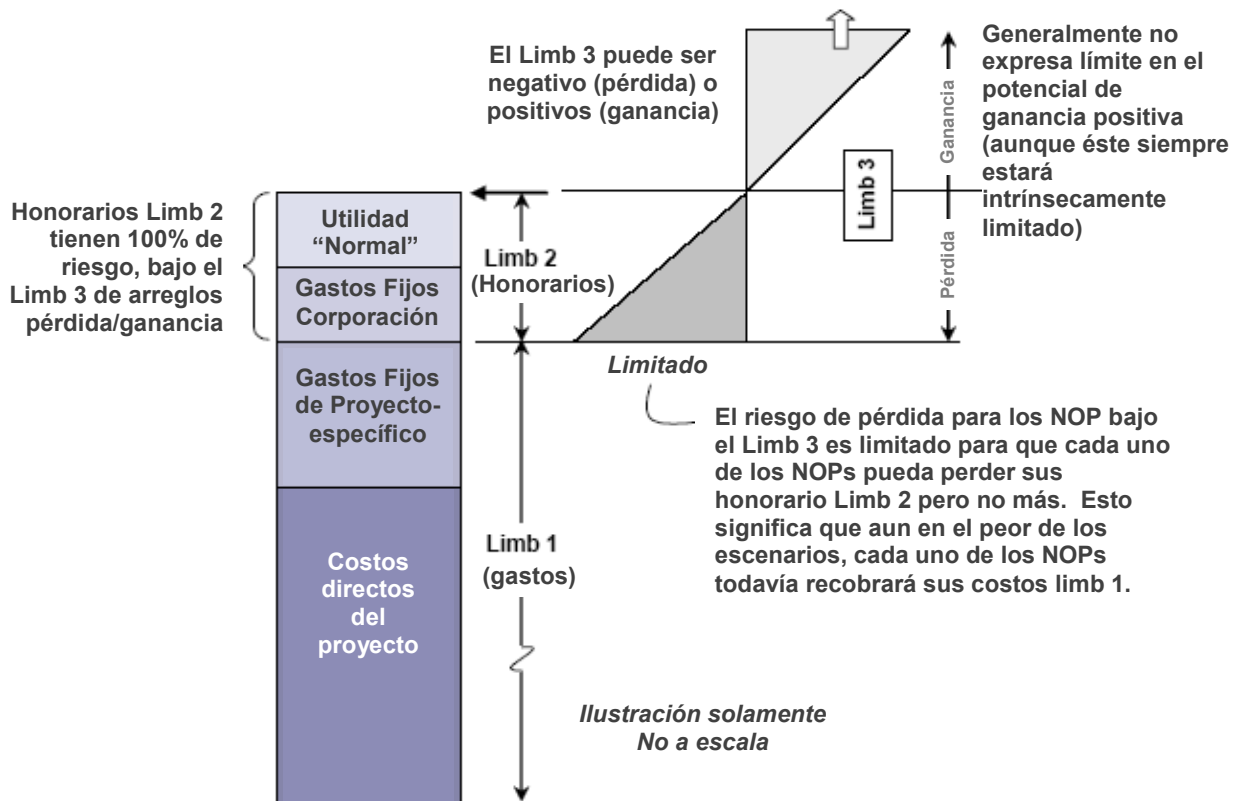 El Limb 3 puede ser
negativo (pérdida) o
positivos (ganancia)
Generalmente no
expresa límite en el
potencial de
ganancia positiva
(aunque éste siempre
estará
intrínsecamente
limitado)
Ganancia
Pérdida
Limb 3
Honorarios Limb 2
tienen 100% de
riesgo, bajo el
Limb 3 de arreglos
pérdida/ganancia
Utilidad
“Normal”
Gastos Fijos
Corporación
Limb 2
(Honorarios)
Gastos Fijos
de Proyecto-
específico
Limitado
El riesgo de pérdida para los NOP bajo
el Limb 3 es limitado para que cada uno
de los NOPs pueda perder sus
honorario Limb 2 pero no más. Esto
significa que aun en el peor de los
escenarios, cada uno de los NOPs
todavía recobrará sus costos limb 1.
Costos
directos
del
proyecto
Limb 1
(gastos)
Ilustración solamente
No a escala